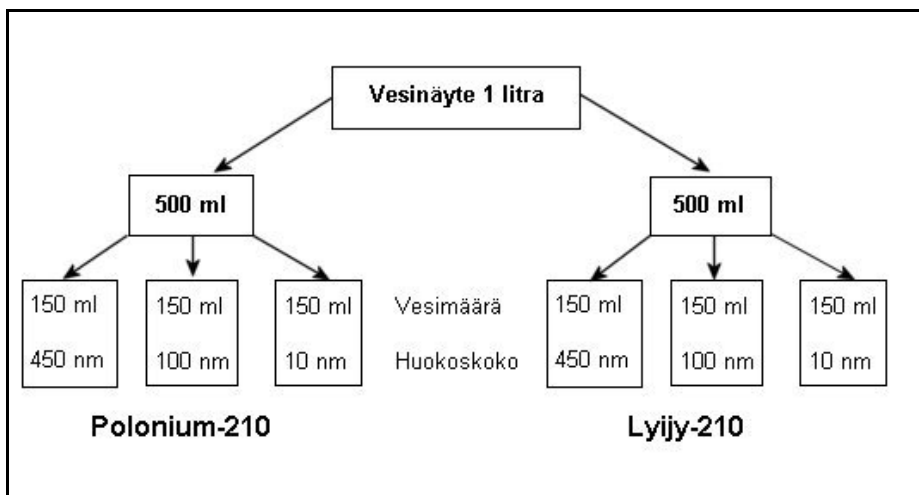 Vesinäyte 1 litra
500 ml 500 ml
150 ml 150 ml 150 ml Vesimäärä 150 ml 150 ml 150 ml
450 nm 100 nm 10 nm Huokoskoko 450 nm 100 nm 10 nm
Polonium-210 Lyijy-210